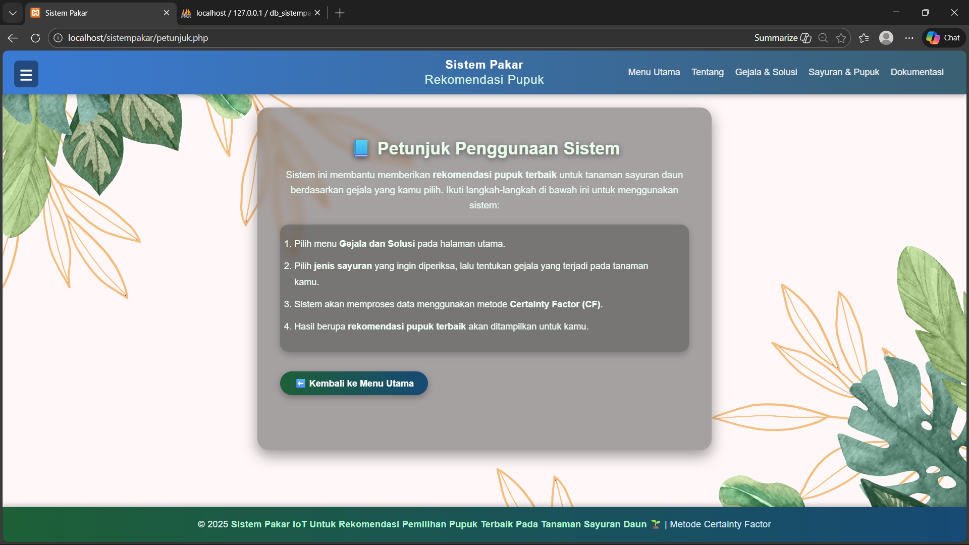 Sistem Pakar
localhost / 127.0.0.1 / db_sistempa
localhost/sistempakar/petunjuk.php
Summarize
Chat
Sistem Pakar
Rekomendasi Pupuk
Menu Utama Tentang Gejala & Solusi Sayuran & Pupuk Dokumentasi
📘 Petunjuk Penggunaan Sistem
Sistem ini membantu memberikan rekomendasi pupuk terbaik untuk tanaman sayuran daun
berdasarkan gejala yang kamu pilih. Ikuti langkah-langkah di bawah ini untuk menggunakan
sistem:
1. Pilih menu Gejala dan Solusi pada halaman utama.
2. Pilih jenis sayuran yang ingin diperiksa, lalu tentukan gejala yang terjadi pada tanaman
kamu.
3. Sistem akan memproses data menggunakan metode Certainty Factor (CF).
4. Hasil berupa rekomendasi pupuk terbaik akan ditampilkan untuk kamu.
⬅️ Kembali ke Menu Utama
© 2025 Sistem Pakar IoT Untuk Rekomendasi Pemilihan Pupuk Terbaik Pada Tanaman Sayuran Daun 🌱 | Metode Certainty Factor